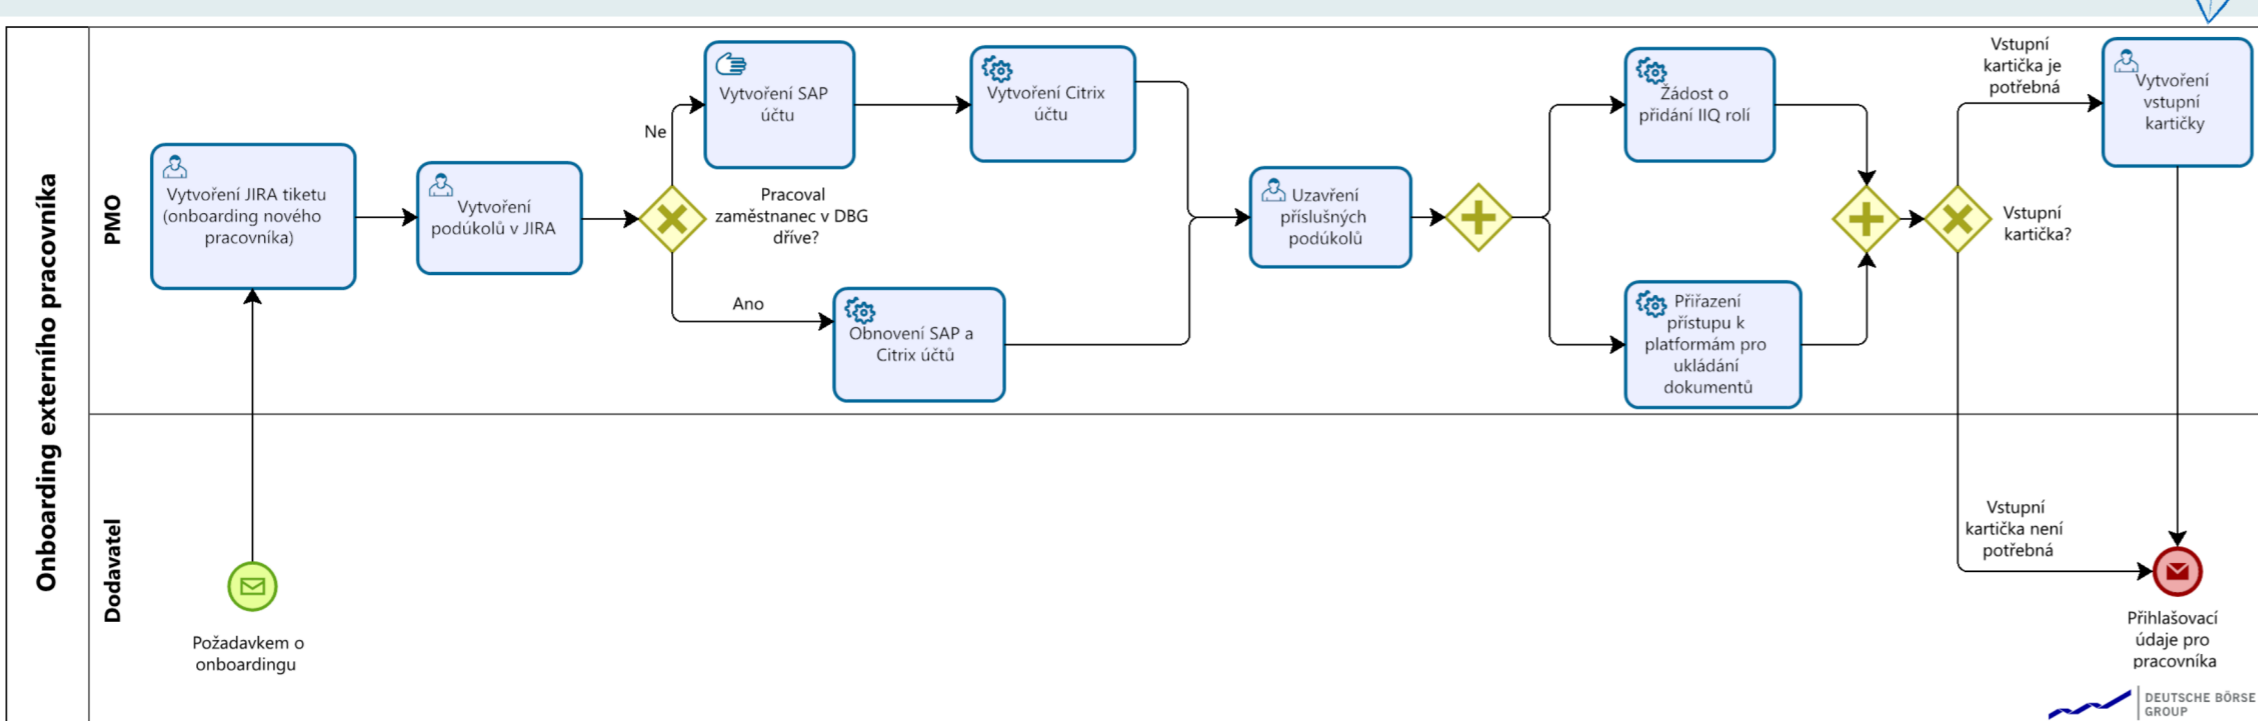 Onboarding externího pracovníka
PMO
Dodavatel
Požadavkem o
onboardingu
Vytvoření JIRA tiketu
(onboarding nového
pracovníka)
Vytvoření
podúkolů v JIRA
Pracoval
zaměstnanec v DBG
dříve?
Ne
Vytvoření SAP
účtu
Vytvoření Citrix
účtu
Ano
Obnovení SAP a
Citrix účtů
Uzavření
příslušných
podúkolů
Žádost o
přidání IIQ rolí
Přiřazení
přístupu k
platformám pro
ukládání
dokumentů
Vstupní
kartička?
Vstupní
kartička je
potřebná
Vytvoření
vstupní
kartičky
Vstupní
kartička není
potřebná
Přihlašovací
údaje pro
pracovníka
DEUTSCHE BÖRSE
GROUP